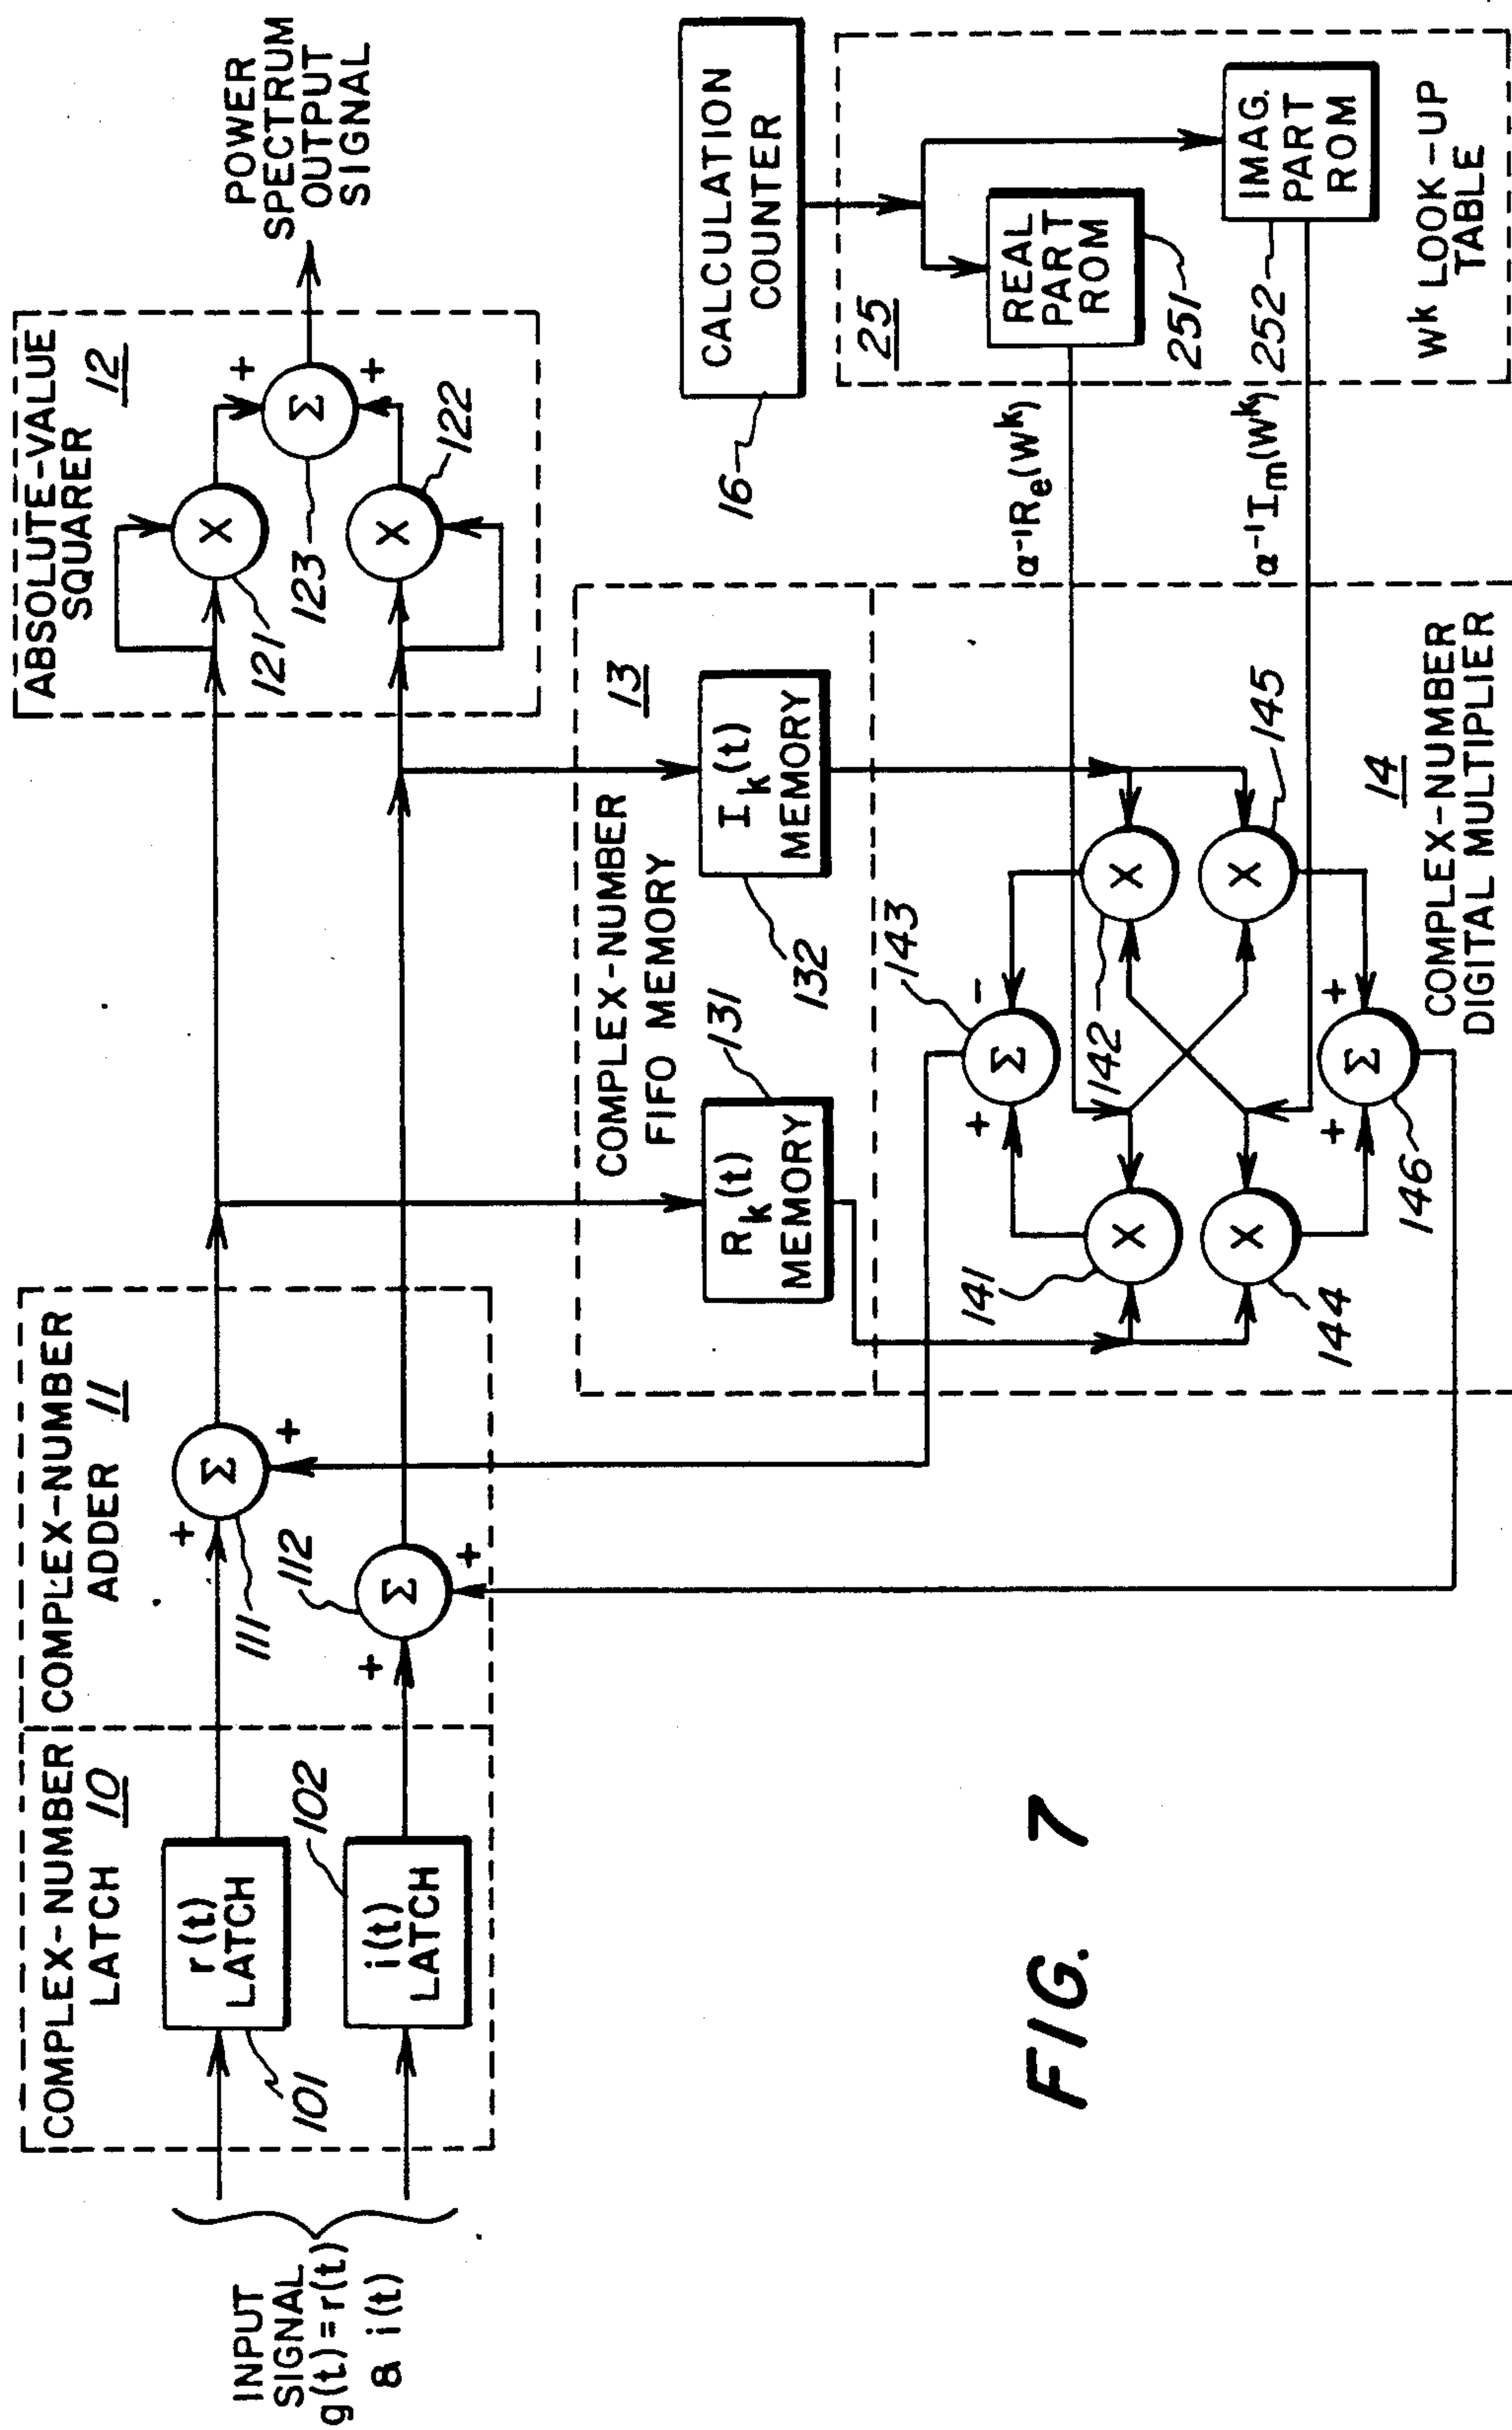 INPUT
SIGNAL
g(t)=r(t)
& i(t)
COMPLEX-NUMBER
LATCH 10
r(t)
LATCH
101
i(t)
LATCH
102
COMPLEX-NUMBER
ADDER 11
Σ
+
+
111
Σ
+
+
112
ABSOLUTE-VALUE
SQUARER
12
X
121
X
122
Σ
+
+
123
POWER
SPECTRUM
OUTPUT
SIGNAL
COMPLEX-NUMBER
FIFO MEMORY
13
Rk(t)
MEMORY
131
Ik(t)
MEMORY
132
143
Σ
+
-
X
141
X
142
X
144
X
145
Σ
+
+
146
14
COMPLEX-NUMBER
DIGITAL MULTIPLIER
α⁻¹Re(Wᵏ)
α⁻¹Im(Wᵏ)
CALCULATION
COUNTER
16
25
REAL
PART
ROM
251
IMAG.
PART
ROM
252
Wᵏ LOOK-UP
TABLE
FIG. 7